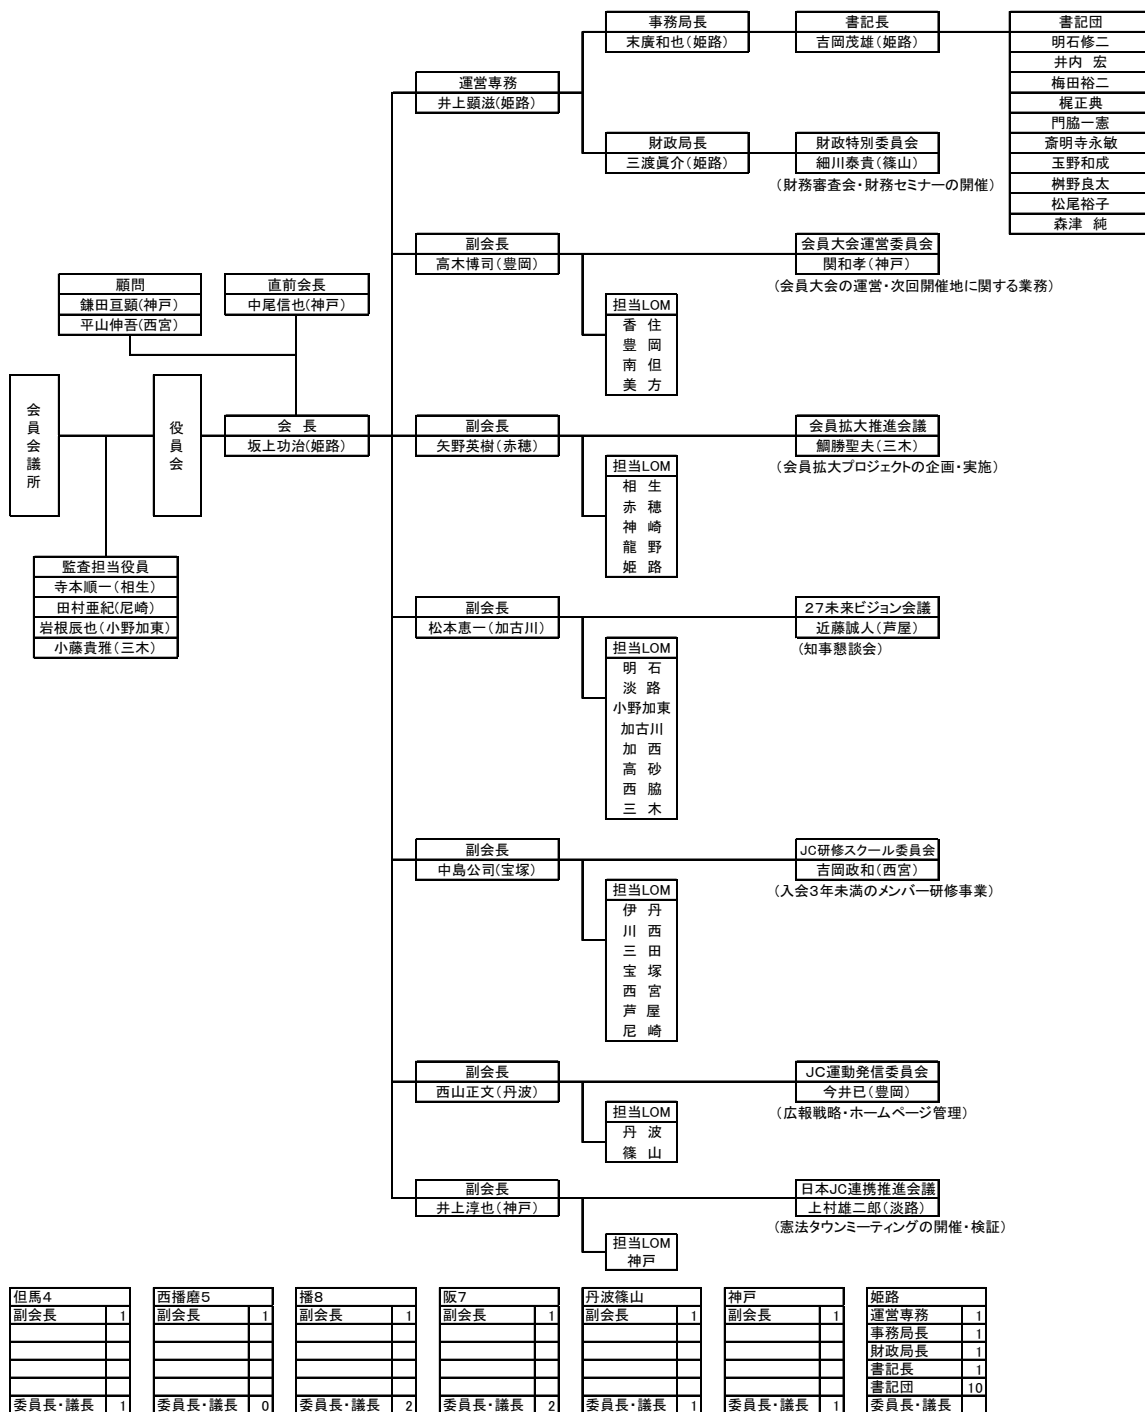 事務局長
末廣和也(姫路)
書記長
吉岡茂雄(姫路)
書記団
明石修二
井内 宏
梅田裕二
梶正典
門脇一憲
斎明寺永敏
玉野和成
桝野良太
松尾裕子
森津 純
運営専務
井上顕滋(姫路)
財政局長
三渡眞介(姫路)
財政特別委員会
細川泰貴(篠山)
(財務審査会・財務セミナーの開催)
副会長
高木博司(豊岡)
会員大会運営委員会
関和孝(神戸)
(会員大会の運営・次回開催地に関する業務)
担当LOM
香 住
豊 岡
南 但
美 方
顧問
鎌田亘顕(神戸)
平山伸吾(西宮)
直前会長
中尾信也(神戸)
会員会議所
役員会
会 長
坂上功治(姫路)
副会長
矢野英樹(赤穂)
会員拡大推進会議
鯛勝聖夫(三木)
(会員拡大プロジェクトの企画・実施)
担当LOM
相 生
赤 穂
神 崎
龍 野
姫 路
監査担当役員
寺本順一(相生)
田村亜紀(尼崎)
岩根辰也(小野加東)
小藤貴雅(三木)
副会長
松本恵一(加古川)
27未来ビジョン会議
近藤誠人(芦屋)
(知事懇談会)
担当LOM
明 石
淡 路
小野加東
加古川
加 西
高 砂
西 脇
三 木
副会長
中島公司(宝塚)
JC研修スクール委員会
吉岡政和(西宮)
(入会3年未満のメンバー研修事業)
担当LOM
伊 丹
川 西
三 田
宝 塚
西 宮
芦 屋
尼 崎
副会長
西山正文(丹波)
JC運動発信委員会
今井已(豊岡)
(広報戦略・ホームページ管理)
担当LOM
丹 波
篠 山
副会長
井上淳也(神戸)
日本JC連携推進会議
上村雄二郎(淡路)
(憲法タウンミーティングの開催・検証)
担当LOM
神戸
但馬4
副会長 1
委員長・議長 1
西播磨5
副会長 1
委員長・議長 0
播8
副会長 1
委員長・議長 2
阪7
副会長 1
委員長・議長 2
丹波篠山
副会長 1
委員長・議長 1
神戸
副会長 1
委員長・議長 1
姫路
運営専務 1
事務局長 1
財政局長 1
書記長 1
書記団 10
委員長・議長